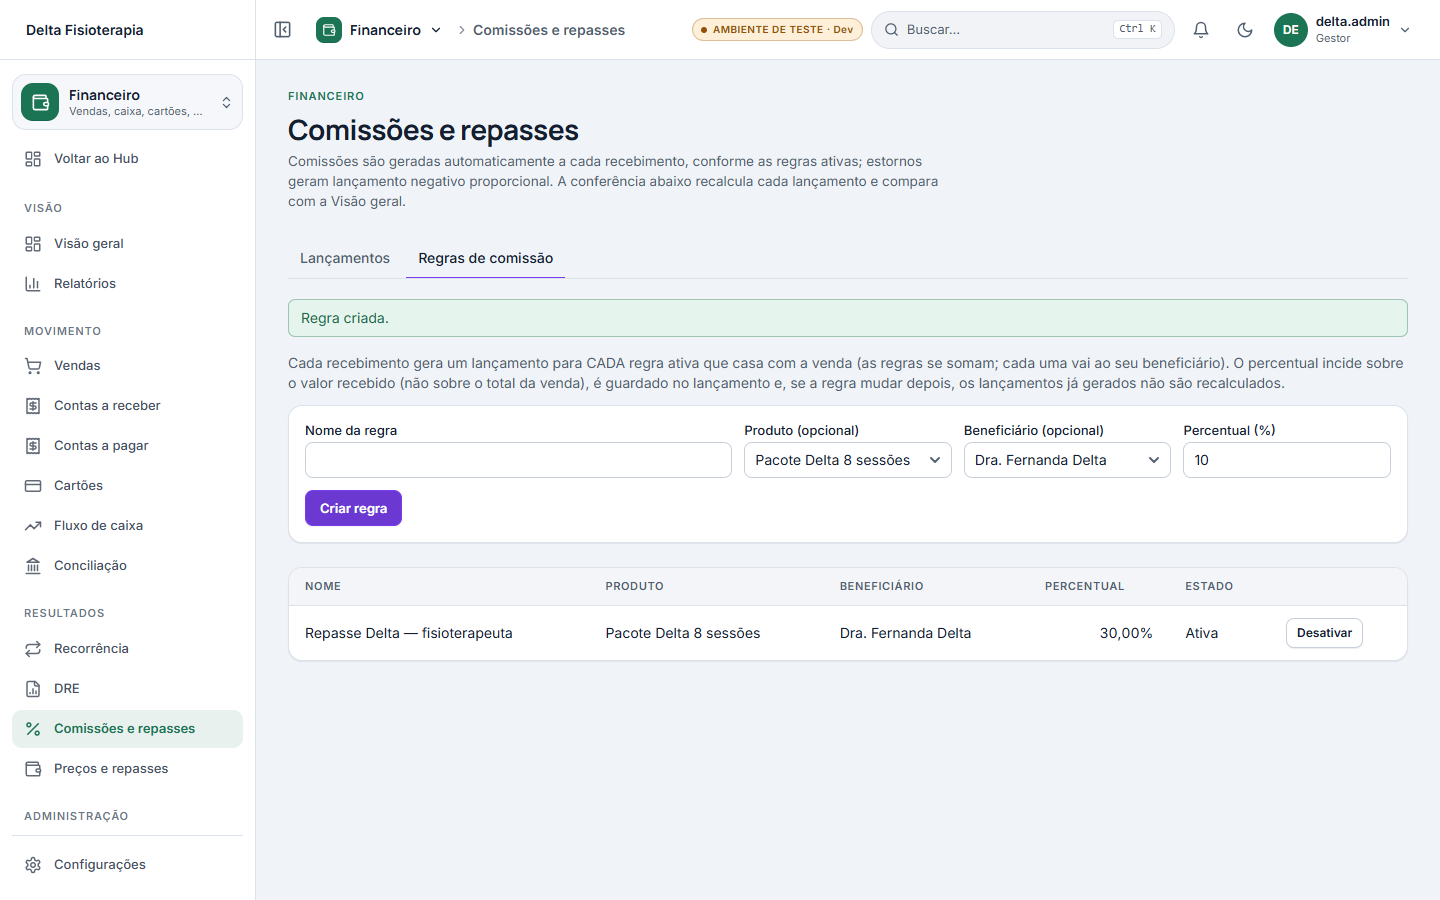 Delta Fisioterapia
Financeiro
Comissões e repasses
AMBIENTE DE TESTE · Dev
Buscar...
Ctrl K
DE
delta.admin
Gestor
Financeiro
Vendas, caixa, cartões, ...
Voltar ao Hub
VISÃO
Visão geral
Relatórios
MOVIMENTO
Vendas
Contas a receber
Contas a pagar
Cartões
Fluxo de caixa
Conciliação
RESULTADOS
Recorrência
DRE
Comissões e repasses
Preços e repasses
ADMINISTRAÇÃO
Configurações
FINANCEIRO
Comissões e repasses
Comissões são geradas automaticamente a cada recebimento, conforme as regras ativas; estornos
geram lançamento negativo proporcional. A conferência abaixo recalcula cada lançamento e compara
com a Visão geral.
Lançamentos
Regras de comissão
Regra criada.
Cada recebimento gera um lançamento para CADA regra ativa que casa com a venda (as regras se somam; cada uma vai ao seu beneficiário). O percentual incide sobre
o valor recebido (não sobre o total da venda), é guardado no lançamento e, se a regra mudar depois, os lançamentos já gerados não são recalculados.
Nome da regra
Produto (opcional)
Beneficiário (opcional)
Percentual (%)
Pacote Delta 8 sessões
Dra. Fernanda Delta
10
Criar regra
NOME
PRODUTO
BENEFICIÁRIO
PERCENTUAL
ESTADO
Repasse Delta — fisioterapeuta
Pacote Delta 8 sessões
Dra. Fernanda Delta
30,00%
Ativa
Desativar